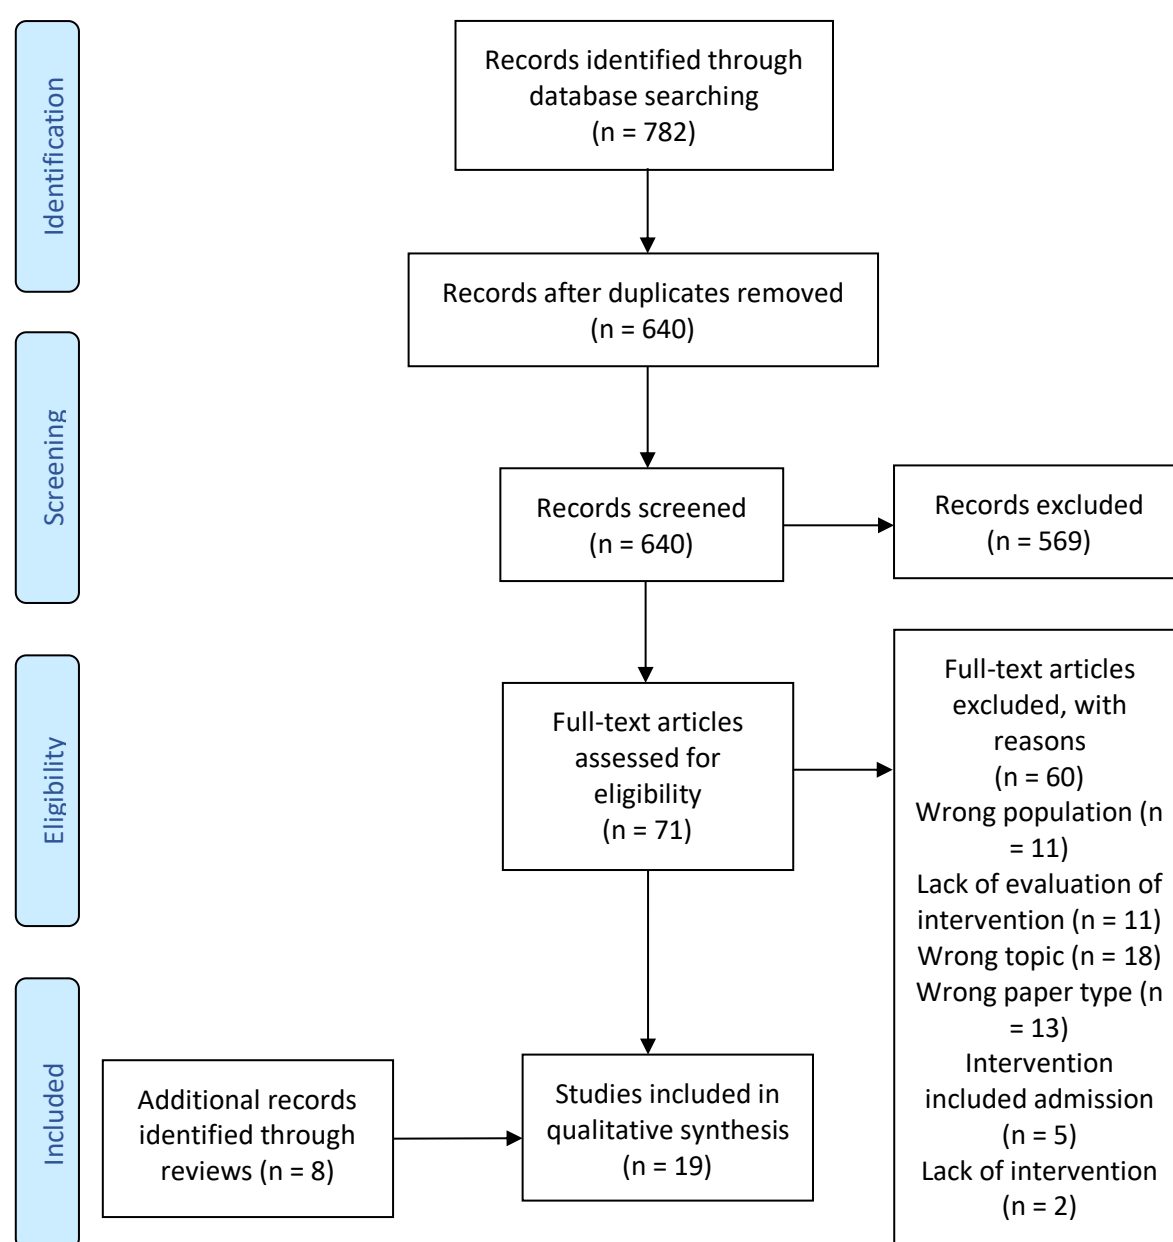 Identification
Records identified through
database searching
(n = 782)
Records after duplicates removed
(n = 640)
Screening
Records screened
(n = 640)
Records excluded
(n = 569)
Eligibility
Full-text articles
assessed for
eligibility
(n = 71)
Full-text articles
excluded, with
reasons
(n = 60)
Wrong population (n
= 11)
Lack of evaluation of
intervention (n = 11)
Wrong topic (n = 18)
Wrong paper type (n
= 13)
Intervention
included admission
(n = 5)
Lack of intervention
(n = 2)
Included
Additional records
identified through
reviews (n = 8)
Studies included in
qualitative synthesis
(n = 19)